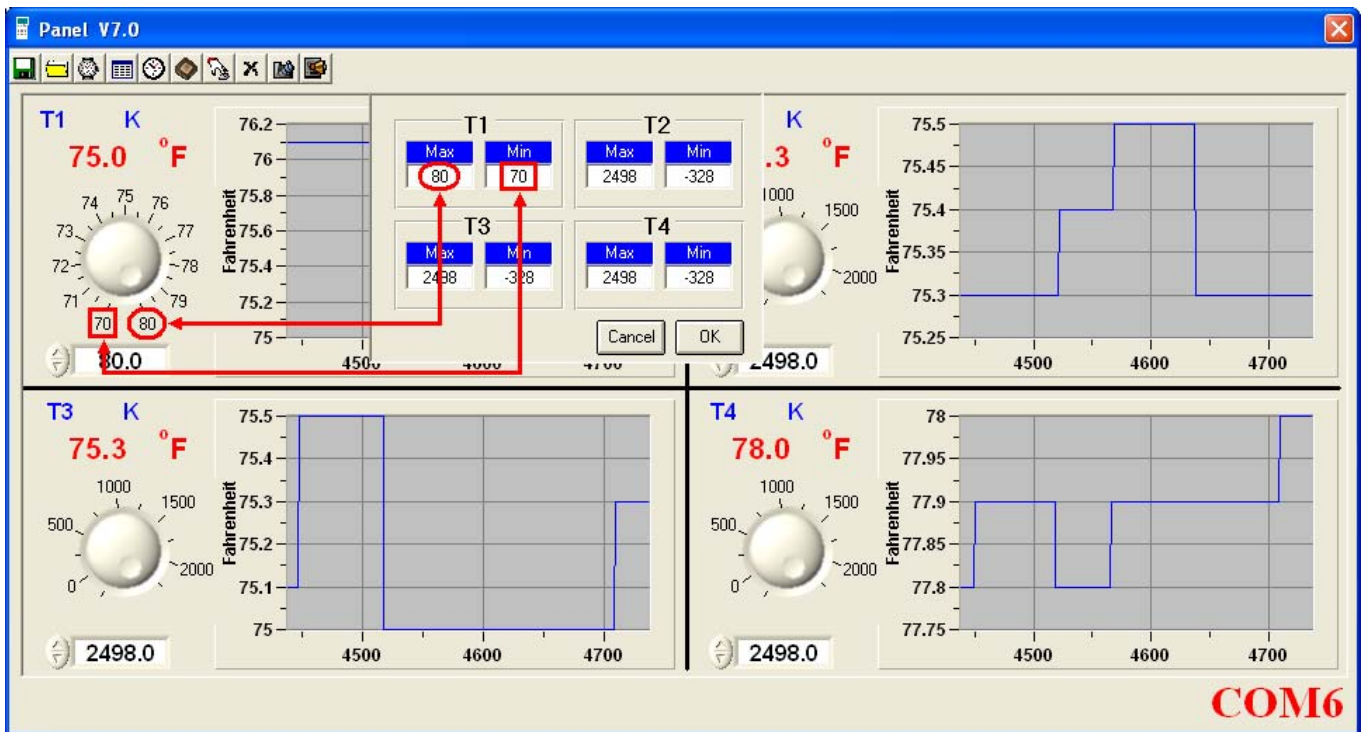 Panel V7.0
T1 K
75.0 °F
74 75 76
73 77
72 78
71 79
70 80
80.0
Fahrenheit
76.2
76
75.8
75.6
75.4
75.2
75
4500 4600 4700
T1
Max Min
80 70
T2
Max Min
2498 -328
T3
Max Min
2498 -328
T4
Max Min
2498 -328
Cancel OK
K
.3 °F
1000
1500
2000
2498.0
Fahrenheit
75.5
75.45
75.4
75.35
75.3
75.25
4500 4600 4700
T3 K
75.3 °F
1000
500 1500
0 2000
2498.0
Fahrenheit
75.5
75.4
75.3
75.2
75.1
75
4500 4600 4700
T4 K
78.0 °F
1000
500 1500
0 2000
2498.0
Fahrenheit
78
77.95
77.9
77.85
77.8
77.75
4500 4600 4700
COM6